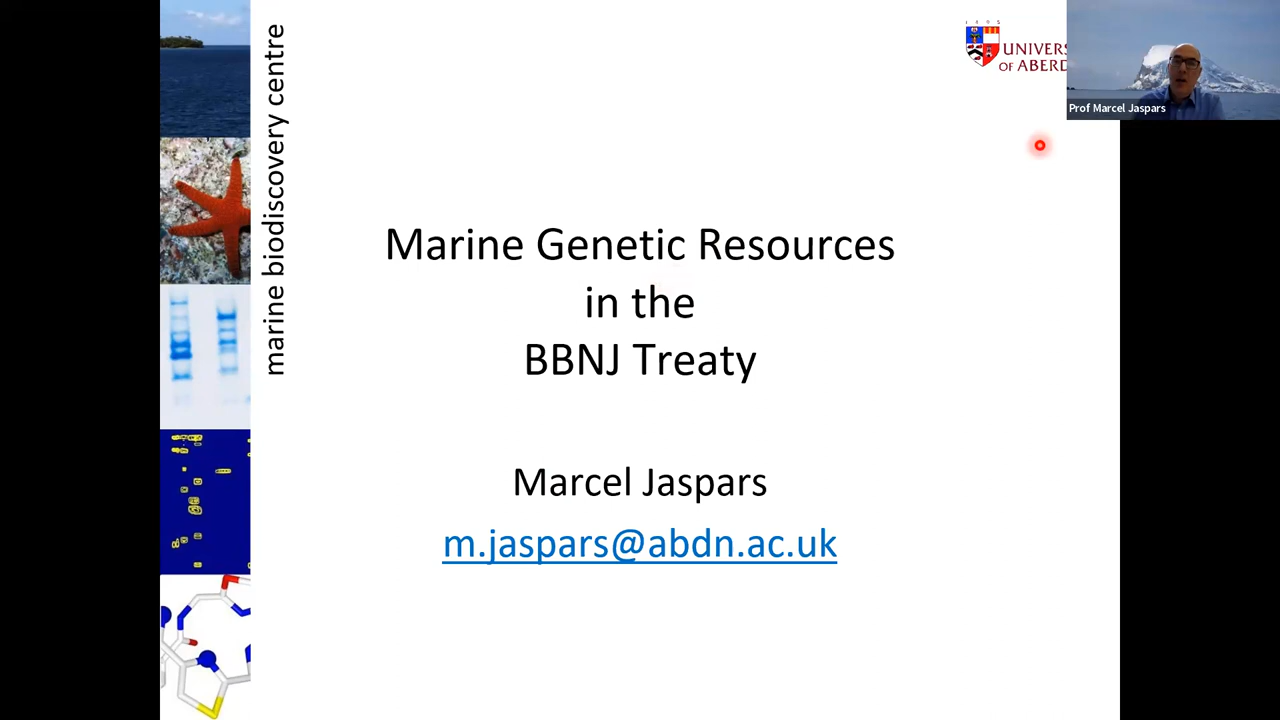 marine biodiscovery centre
1495
UNIVERS
OF ABERD
Prof Marcel Jaspars
Marine Genetic Resources
in the
BBNJ Treaty
Marcel Jaspars
m.jaspars@abdn.ac.uk